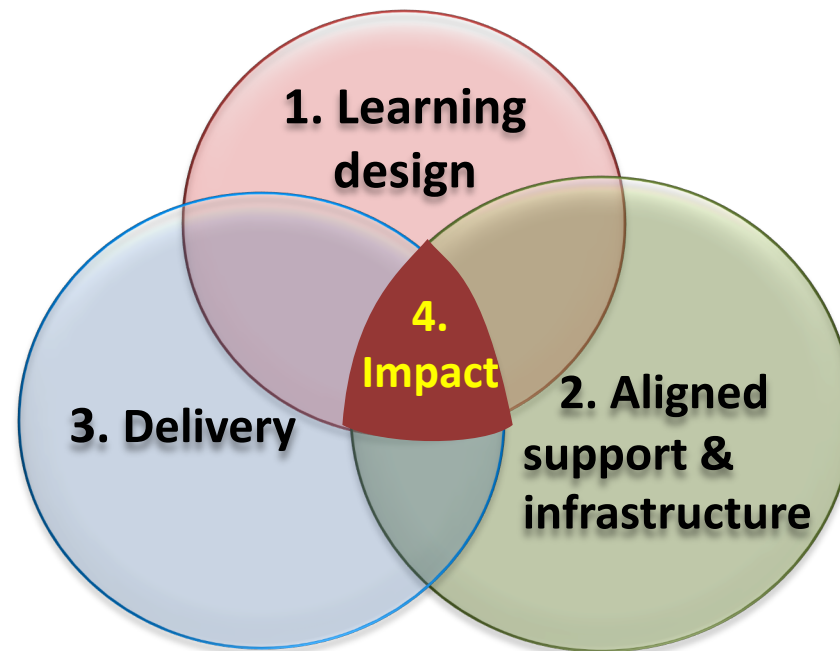 1. Learning
design
4.
Impact
3. Delivery
2. Aligned
support &
infrastructure